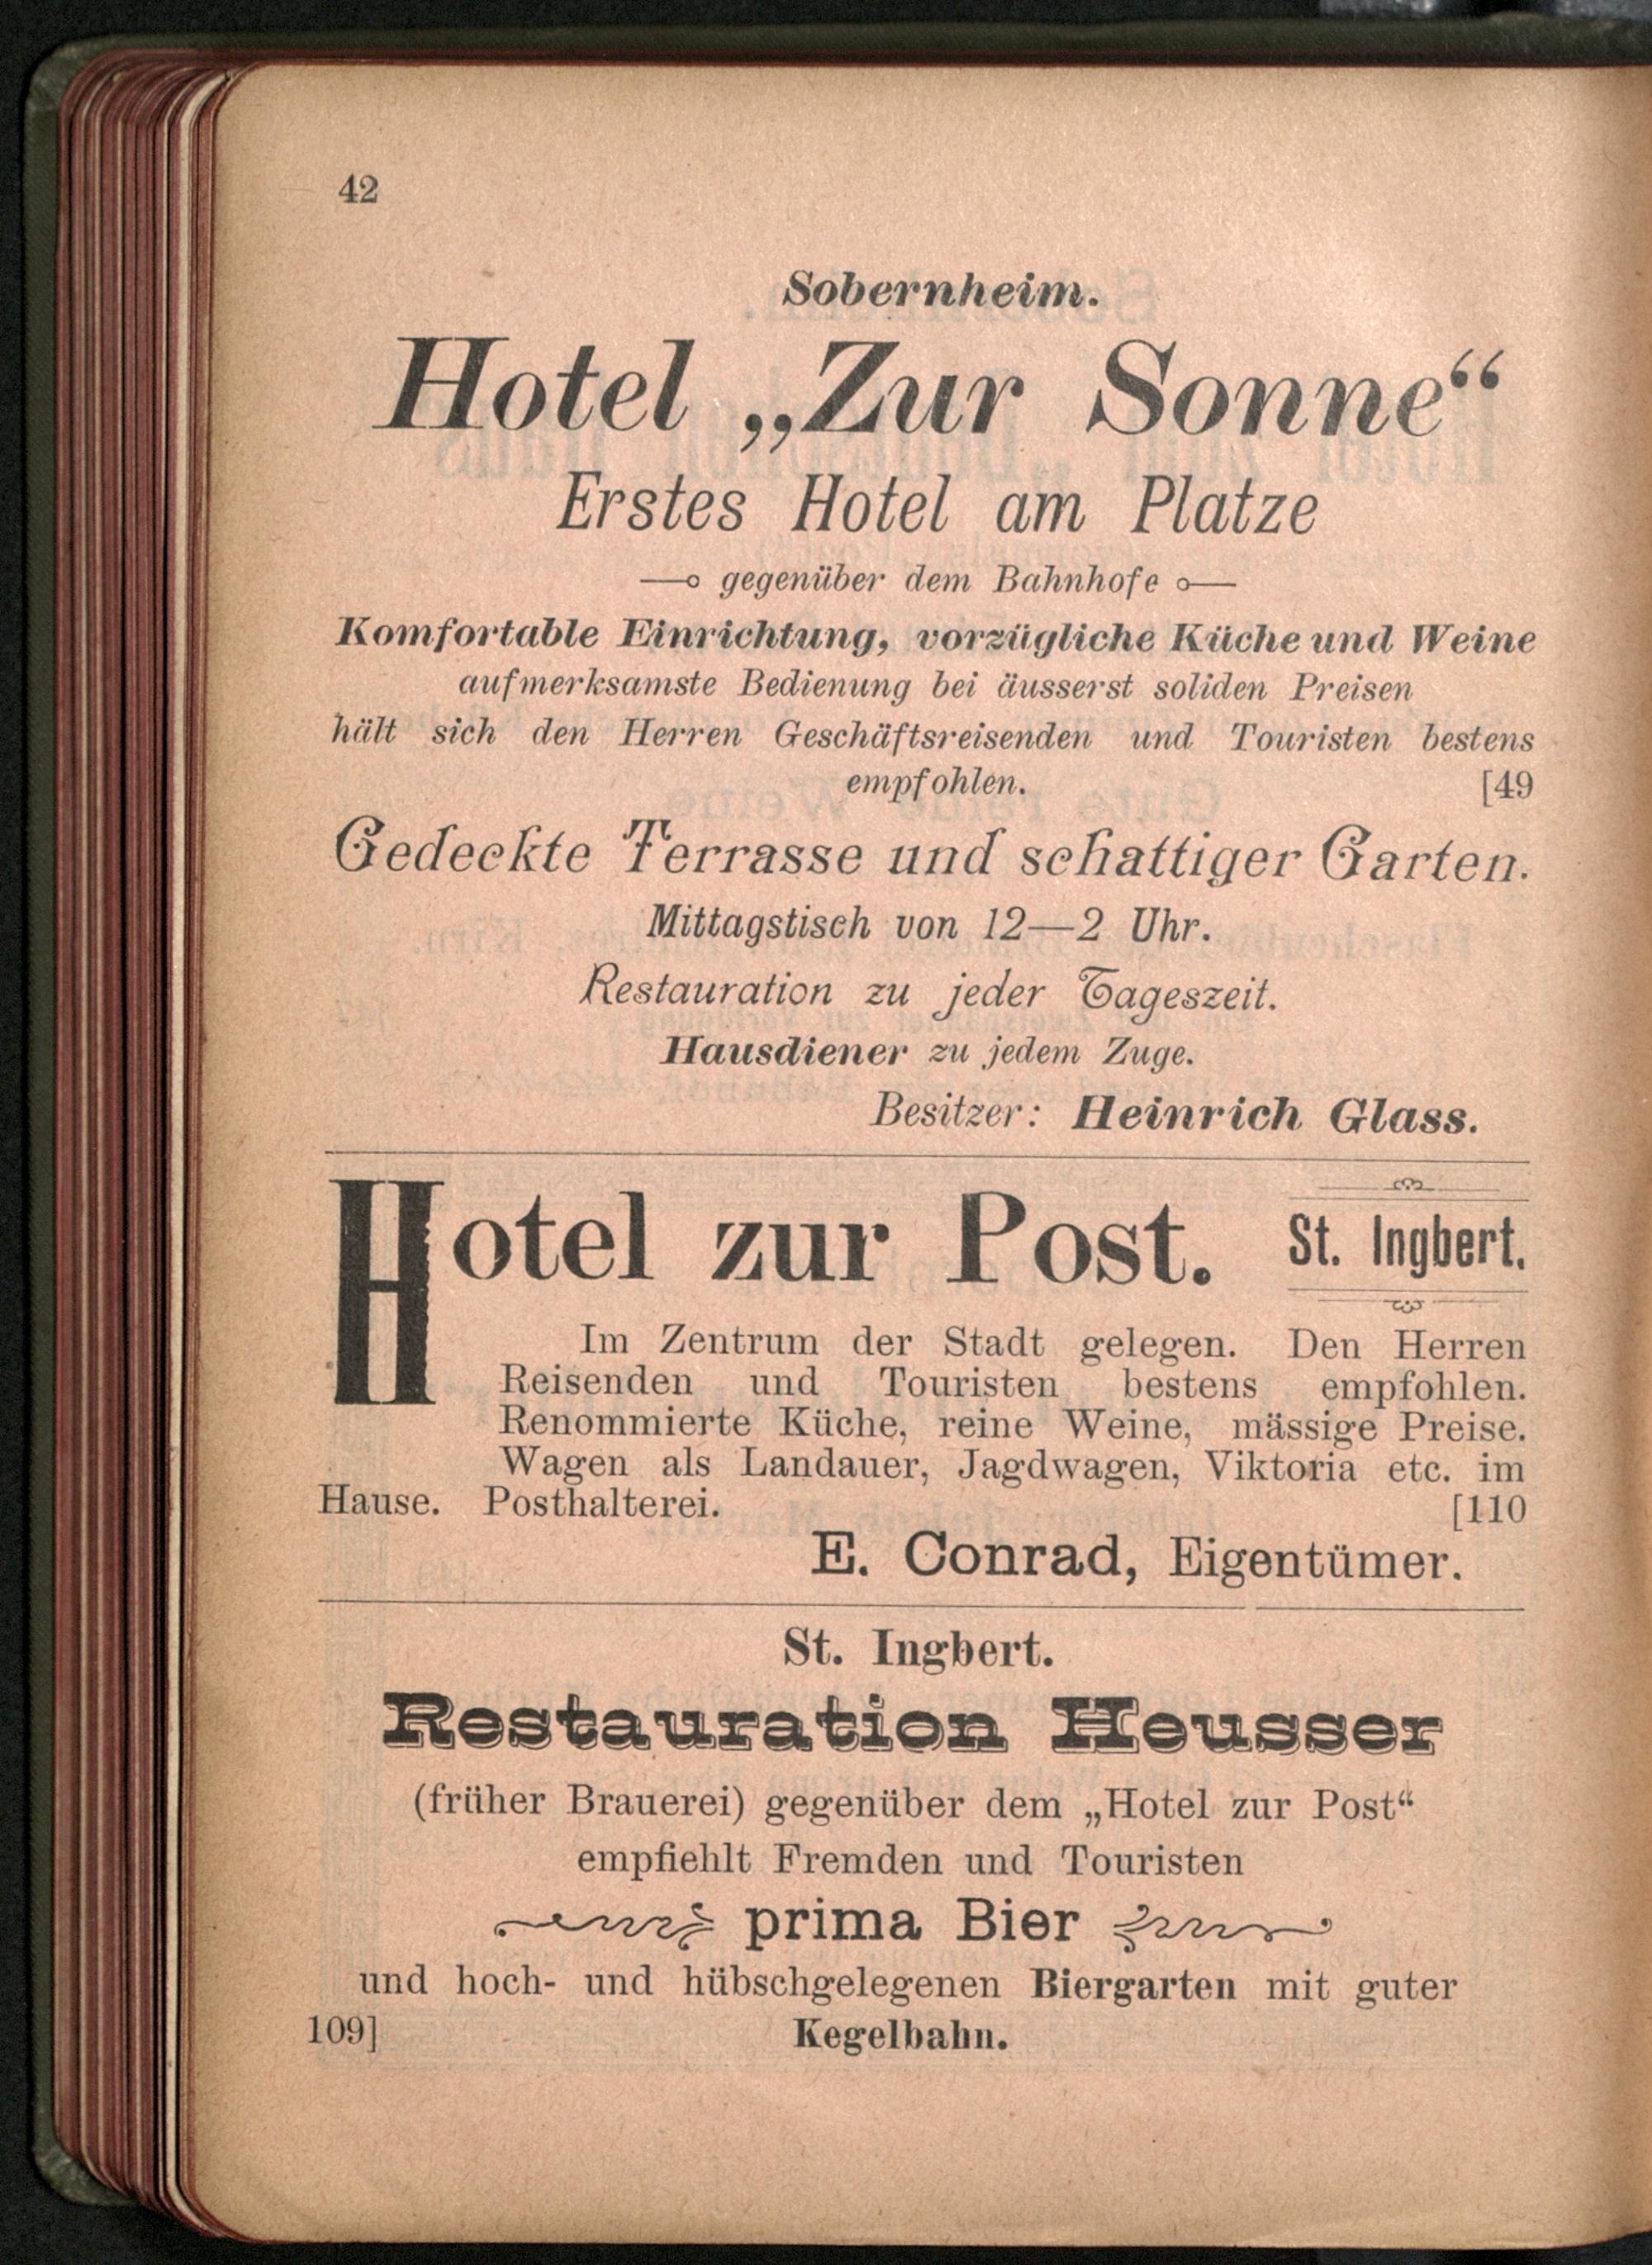 42
Sobernheim.
Hotel „Zur Sonne“
Erstes Hotel am Platze
gegenüber dem Bahnhofe
Komfortable Einrichtung, vorzügliche Küche und Weine
aufmerksamste Bedienung bei äusserst soliden Preisen
hält sich den Herren Geschäftsreisenden und Touristen bestens
empfohlen. [49
Gedeckte Terrasse und schattiger Garten.
Mittagstisch von 12—2 Uhr.
Restauration zu jeder Tageszeit.
Hausdiener zu jedem Zuge.
Besitzer: Heinrich Glass.
Hotel zur Post. St. Ingbert.
Im Zentrum der Stadt gelegen. Den Herren
Reisenden und Touristen bestens empfohlen.
Renommierte Küche, reine Weine, mässige Preise.
Wagen als Landauer, Jagdwagen, Viktoria etc. im
Hause. Posthalterei. [110
E. Conrad, Eigentümer.
St. Ingbert.
Restauration Heusser
(früher Brauerei) gegenüber dem „Hotel zur Post“
empfiehlt Fremden und Touristen
prima Bier
und hoch- und hübschgelegenen Biergarten mit guter
109] Kegelbahn.